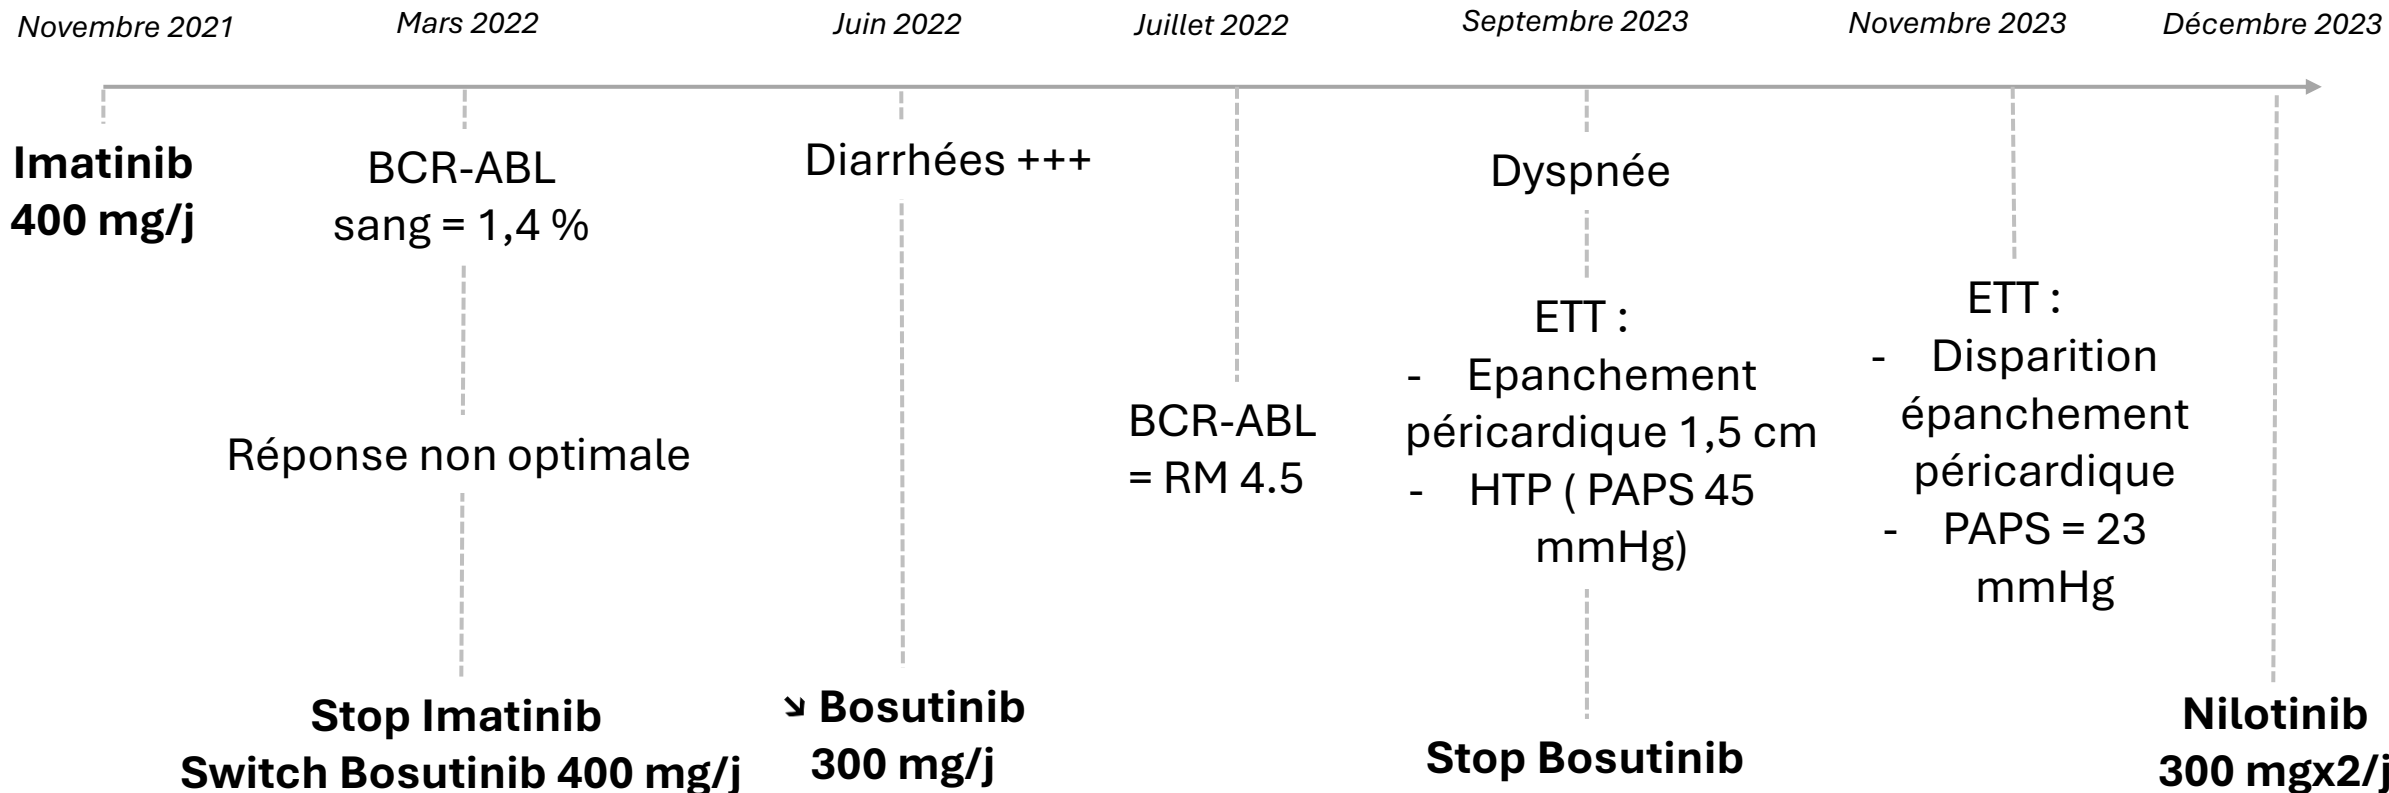 Novembre 2021
Mars 2022
Juin 2022
Juillet 2022
Septembre 2023
Novembre 2023
Décembre 2023
Imatinib
400 mg/j
BCR-ABL
sang = 1,4 %
Réponse non optimale
Stop Imatinib
Switch Bosutinib 400 mg/j
Diarrhées +++
↘ Bosutinib
300 mg/j
BCR-ABL
= RM 4.5
Dyspnée
ETT :
- Epanchement
péricardique 1,5 cm
- HTP ( PAPS 45
mmHg)
Stop Bosutinib
ETT :
- Disparition
épanchement
péricardique
- PAPS = 23
mmHg
Nilotinib
300 mgx2/j